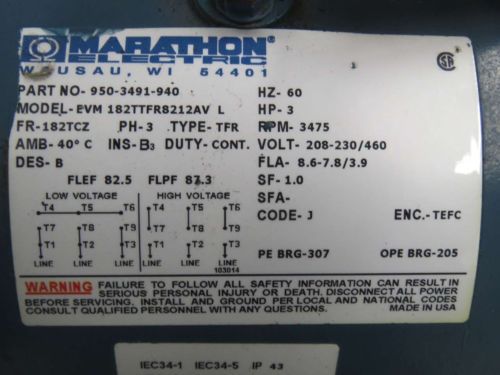 MARATHON
ELECTRIC
WAUSAU, WI 54401
PART NO- 950-3491-940 HZ- 60
MODEL- EVM 182TTFR8212AV L HP- 3
FR-182TCZ PH-3 TYPE-TFR RPM- 3475
AMB-40°C INS-B3 DUTY-CONT. VOLT- 208-230/460
DES-B FLA- 8.6-7.8/3.9
FLEF 82.5 FLPF 87.3 SF- 1.0
LOW VOLTAGE HIGH VOLTAGE SFA-
T4 T5 T6 T4 T5 T6 CODE- J ENC.-TEFC
T7 T8 T9 T7 T8 T9
T1 T2 T3 T1 T2 T3 PE BRG-307 OPE BRG-205
LINE LINE LINE LINE LINE LINE
103014
WARNING FAILURE TO FOLLOW ALL SAFETY INFORMATION CAN RESULT IN
SERIOUS PERSONAL INJURY OR DEATH. DISCONNECT ALL POWER
BEFORE SERVICING. INSTALL AND GROUND PER LOCAL AND NATIONAL CODES
CONSULT QUALIFIED PERSONNEL WITH ANY QUESTIONS. MADE IN USA
IEC34-1 IEC34-5 IP 43